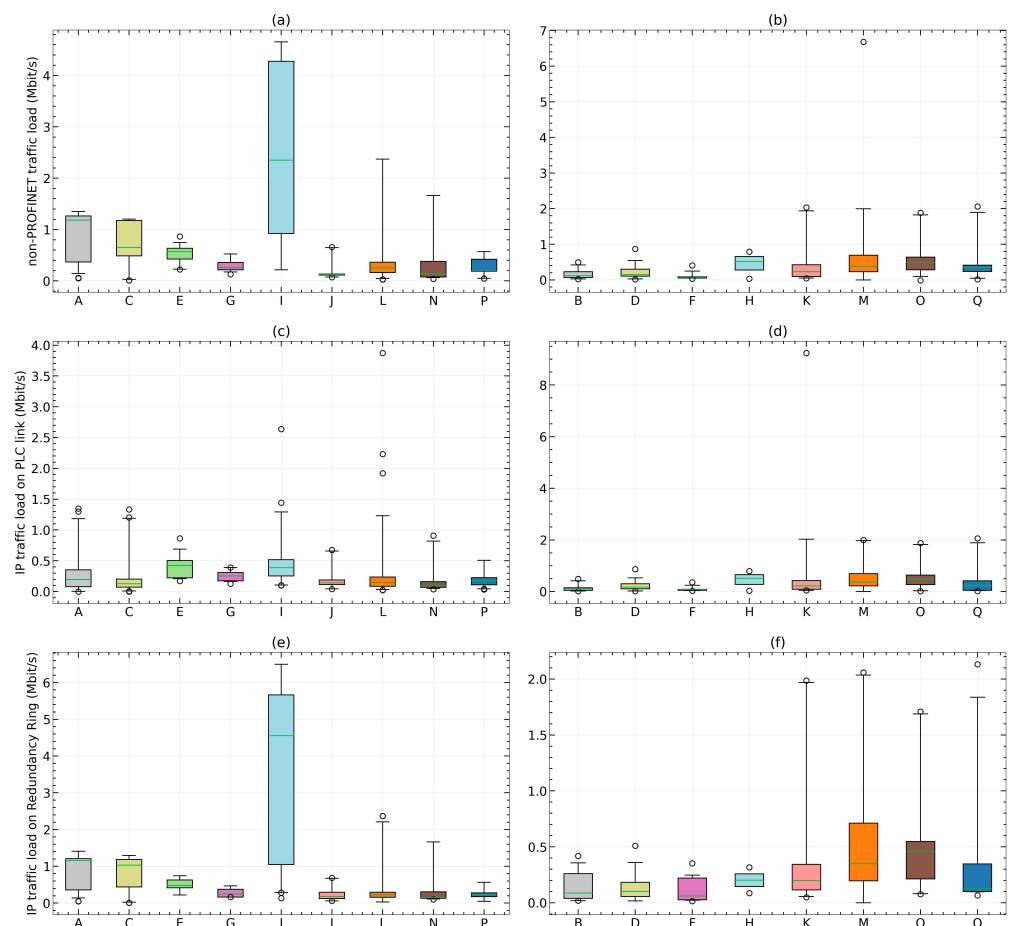 (a)
non-PROFINET traffic load (Mbit/s)
4
3
2
1
0
A C E G I J L N P
(b)
7
6
5
4
3
2
1
0
B D F H K M O Q
(c)
IP traffic load on PLC link (Mbit/s)
4.0
3.5
3.0
2.5
2.0
1.5
1.0
0.5
0.0
A C E G I J L N P
(d)
8
6
4
2
0
B D F H K M O Q
(e)
IP traffic load on Redundancy Ring (Mbit/s)
6
5
4
3
2
1
0
A C E G I J L N P
(f)
2.0
1.5
1.0
0.5
0.0
B D F H K M O Q